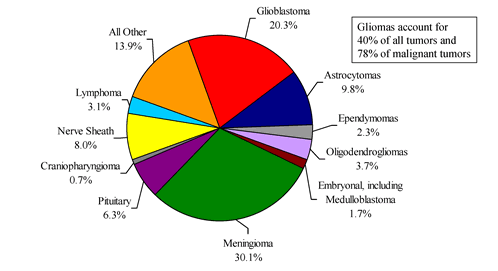 Glioblastoma
20.3%
Gliomas account for
40% of all tumors and
78% of malignant tumors
All Other
13.9%
Astrocytomas
9.8%
Lymphoma
3.1%
Ependymomas
2.3%
Nerve Sheath
8.0%
Oligodendrogliomas
3.7%
Craniopharyngioma
0.7%
Embryonal, including
Medulloblastoma
1.7%
Pituitary
6.3%
Meningioma
30.1%